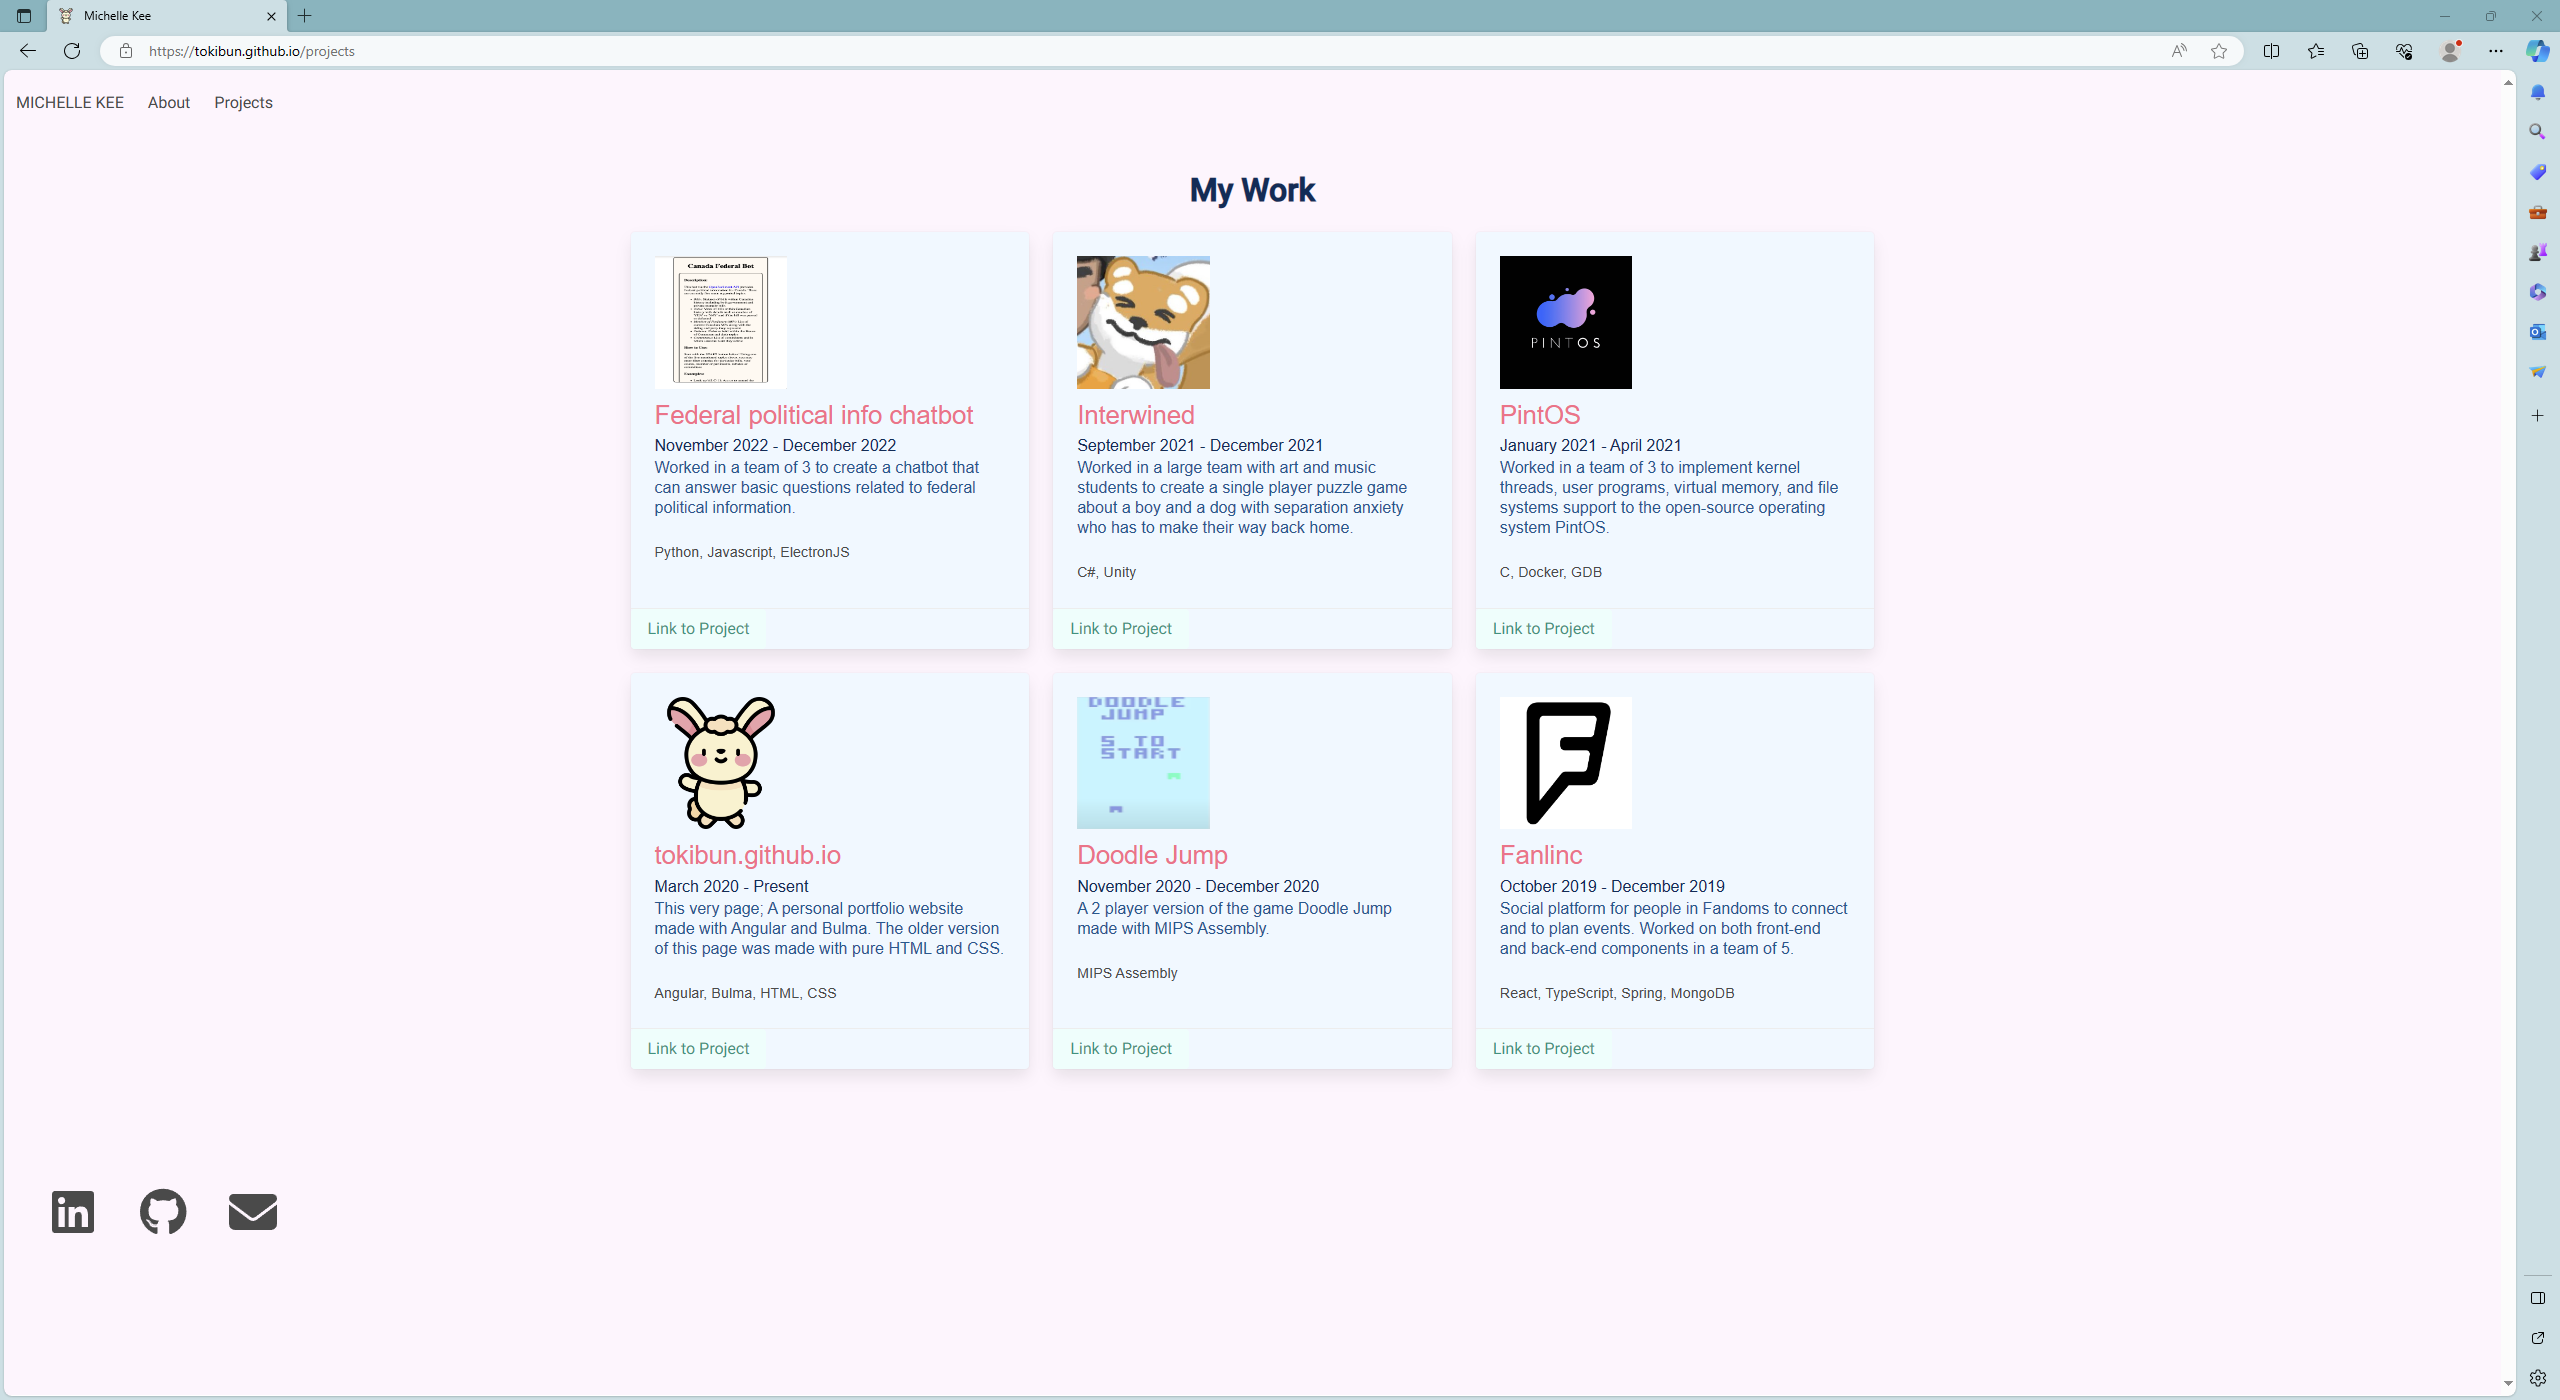 Michelle Kee
https://tokibun.github.io/projects
MICHELLE KEE About Projects
My Work
Canada Federal Bot
Description
How to Use
Examples
Federal political info chatbot
November 2022 - December 2022
Worked in a team of 3 to create a chatbot that
can answer basic questions related to federal
political information.
Python, Javascript, ElectronJS
Link to Project
Interwined
September 2021 - December 2021
Worked in a large team with art and music
students to create a single player puzzle game
about a boy and a dog with separation anxiety
who has to make their way back home.
C#, Unity
Link to Project
PINTOS
PintOS
January 2021 - April 2021
Worked in a team of 3 to implement kernel
threads, user programs, virtual memory, and file
systems support to the open-source operating
system PintOS.
C, Docker, GDB
Link to Project
tokibun.github.io
March 2020 - Present
This very page; A personal portfolio website
made with Angular and Bulma. The older version
of this page was made with pure HTML and CSS.
Angular, Bulma, HTML, CSS
Link to Project
DOODLE
JUMP
S TO
START
Doodle Jump
November 2020 - December 2020
A 2 player version of the game Doodle Jump
made with MIPS Assembly.
MIPS Assembly
Link to Project
F
Fanlinc
October 2019 - December 2019
Social platform for people in Fandoms to connect
and to plan events. Worked on both front-end
and back-end components in a team of 5.
React, TypeScript, Spring, MongoDB
Link to Project
in